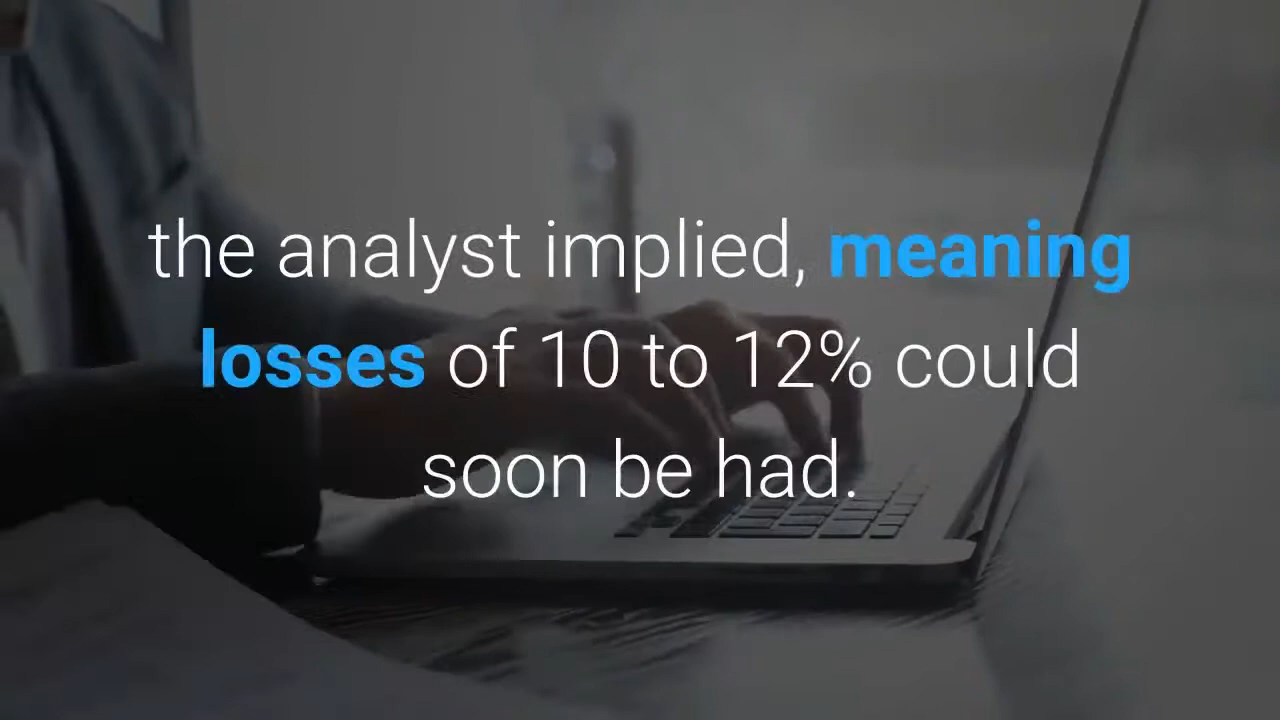 the analyst implied, meaning
losses of 10 to 12% could
soon be had.